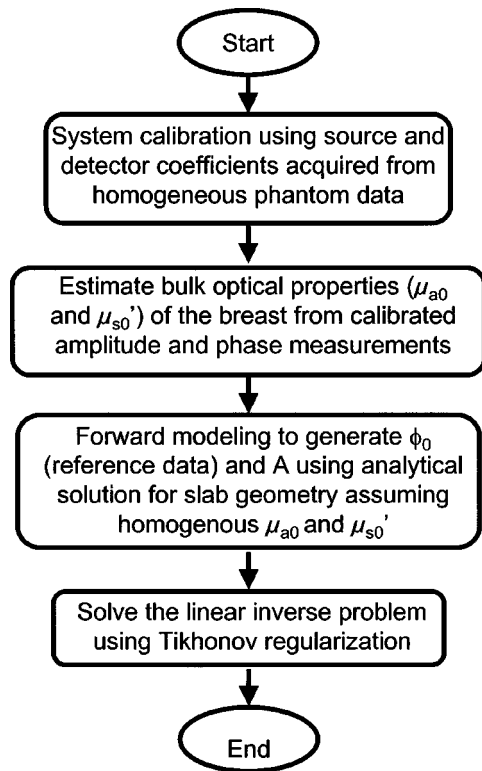 Start
System calibration using source and
detector coefficients acquired from
homogeneous phantom data
Estimate bulk optical properties (μa0
and μs0') of the breast from calibrated
amplitude and phase measurements
Forward modeling to generate ϕ0
(reference data) and A using analytical
solution for slab geometry assuming
homogenous μa0 and μs0'
Solve the linear inverse problem
using Tikhonov regularization
End